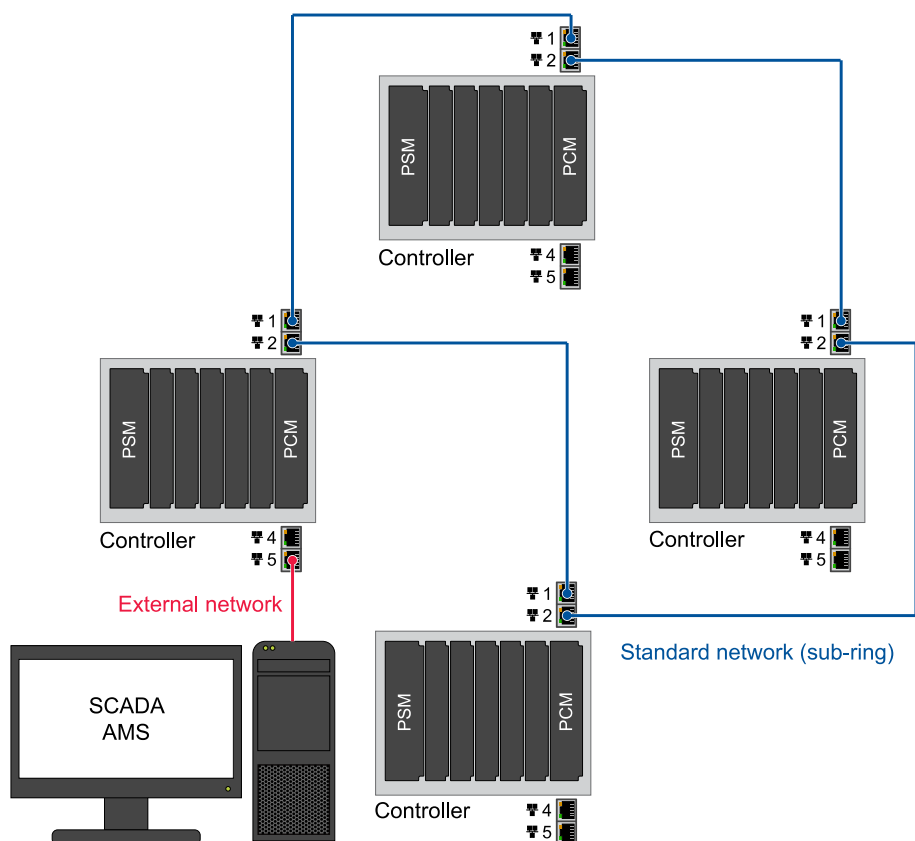 1
2
PSM
PCM
Controller
4
5
1
2
PSM
PCM
Controller
4
5
1
2
PSM
PCM
Controller
4
5
External network
1
2
Standard network (sub-ring)
SCADA
AMS
PSM
PCM
Controller
4
5